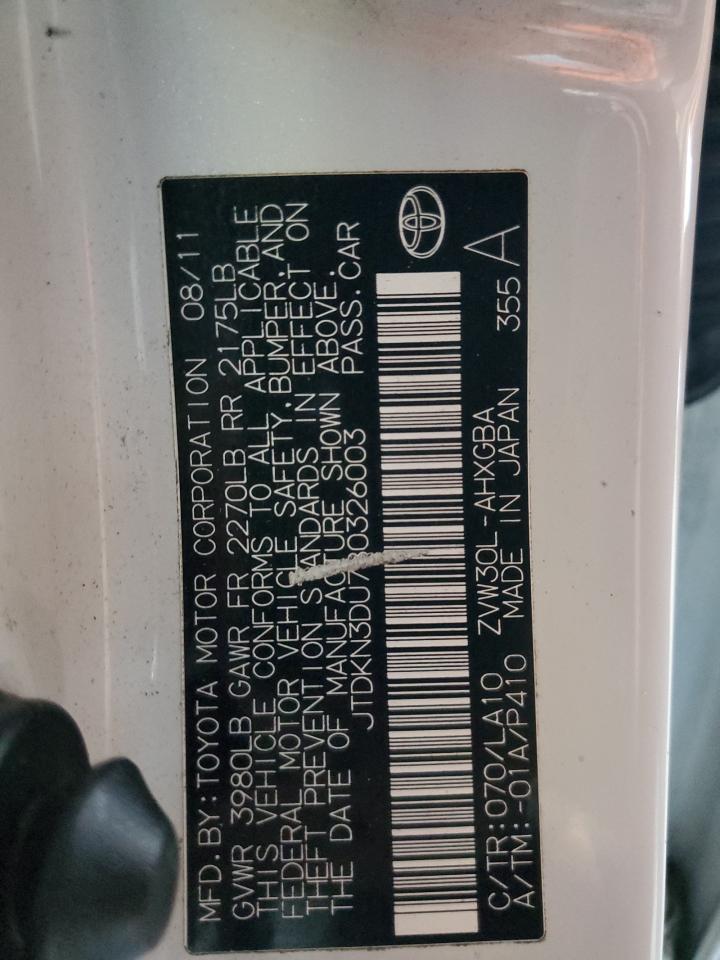 MFD. BY: TOYOTA MOTOR CORPORATION 08/11
GVWR 3980LB GAWR FR 2270LB RR 2175LB
THIS VEHICLE CONFORMS TO ALL APPLICABLE
FEDERAL MOTOR VEHICLE SAFETY, BUMPER, AND
THEFT PREVENTION STANDARDS IN EFFECT ON
THE DATE OF MANUFACTURE SHOWN ABOVE.
PASS. CAR
C/TR: 070/LA10 ZVW30L-AHXGBA
A/TM: -01A/P410 MADE IN JAPAN 355 A